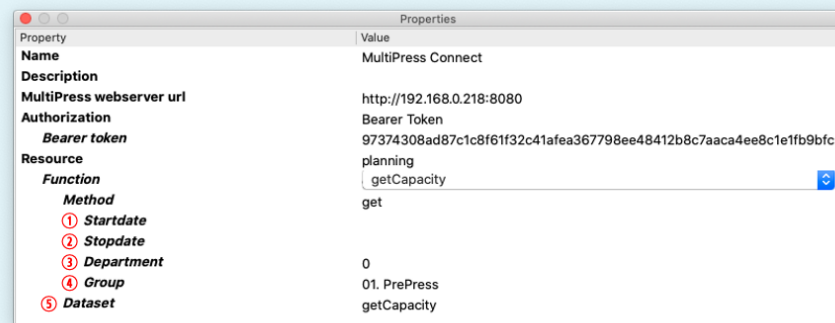 Properties
Property Value
Name MultiPress Connect
Description
MultiPress webserver url http://192.168.0.218:8080
Authorization Bearer Token
Bearer token 97374308ad87c1c8f61f32c41afea367798ee48412b8c7aaca4ee8c1e1fb9bfc
Resource planning
Function getCapacity
Method get
① Startdate
② Stopdate
③ Department 0
④ Group 01. PrePress
⑤ Dataset getCapacity